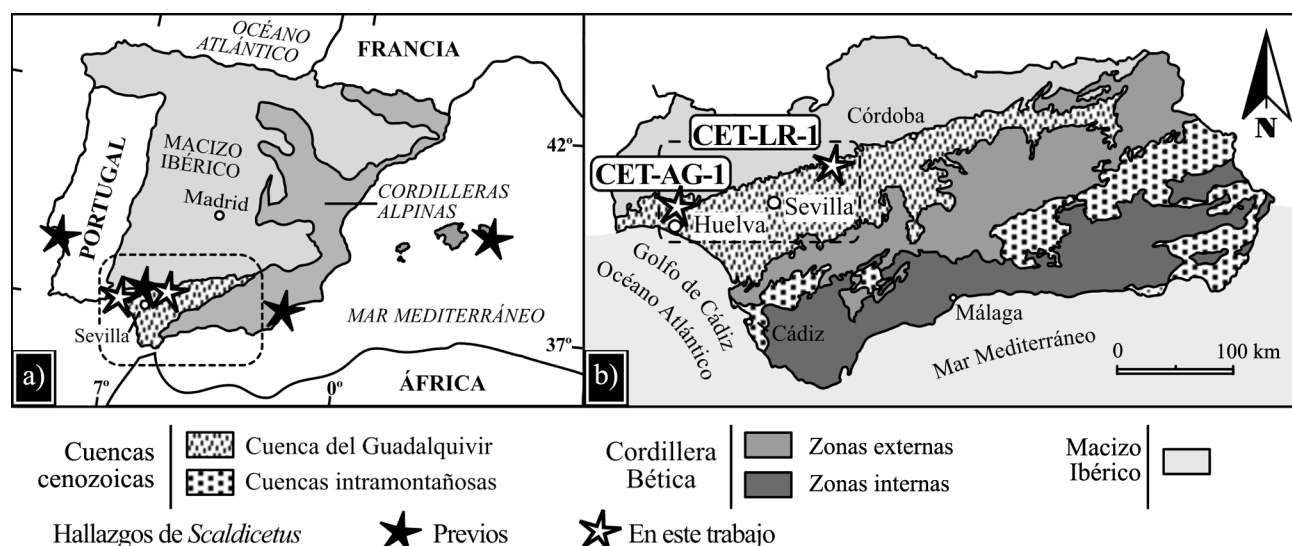 OCÉANO
ATLÁNTICO
FRANCIA
PORTUGAL
MACIZO
IBÉRICO
Madrid
CORDILLERAS
ALPINAS
Sevilla
MAR MEDITERRÁNEO
ÁFRICA
42º
37º
7º
0º
a)
Córdoba
CET-LR-1
CET-AG-1
Sevilla
Huelva
Golfo de Cádiz
Océano Atlántico
Cádiz
Málaga
Mar Mediterráneo
N
0 100 km
b)
Cuencas
cenozoicas
Cuenca del Guadalquivir
Cuencas intramontañosas
Cordillera
Bética
Zonas externas
Zonas internas
Macizo
Ibérico
Hallazgos de Scaldicetus
Previos
En este trabajo